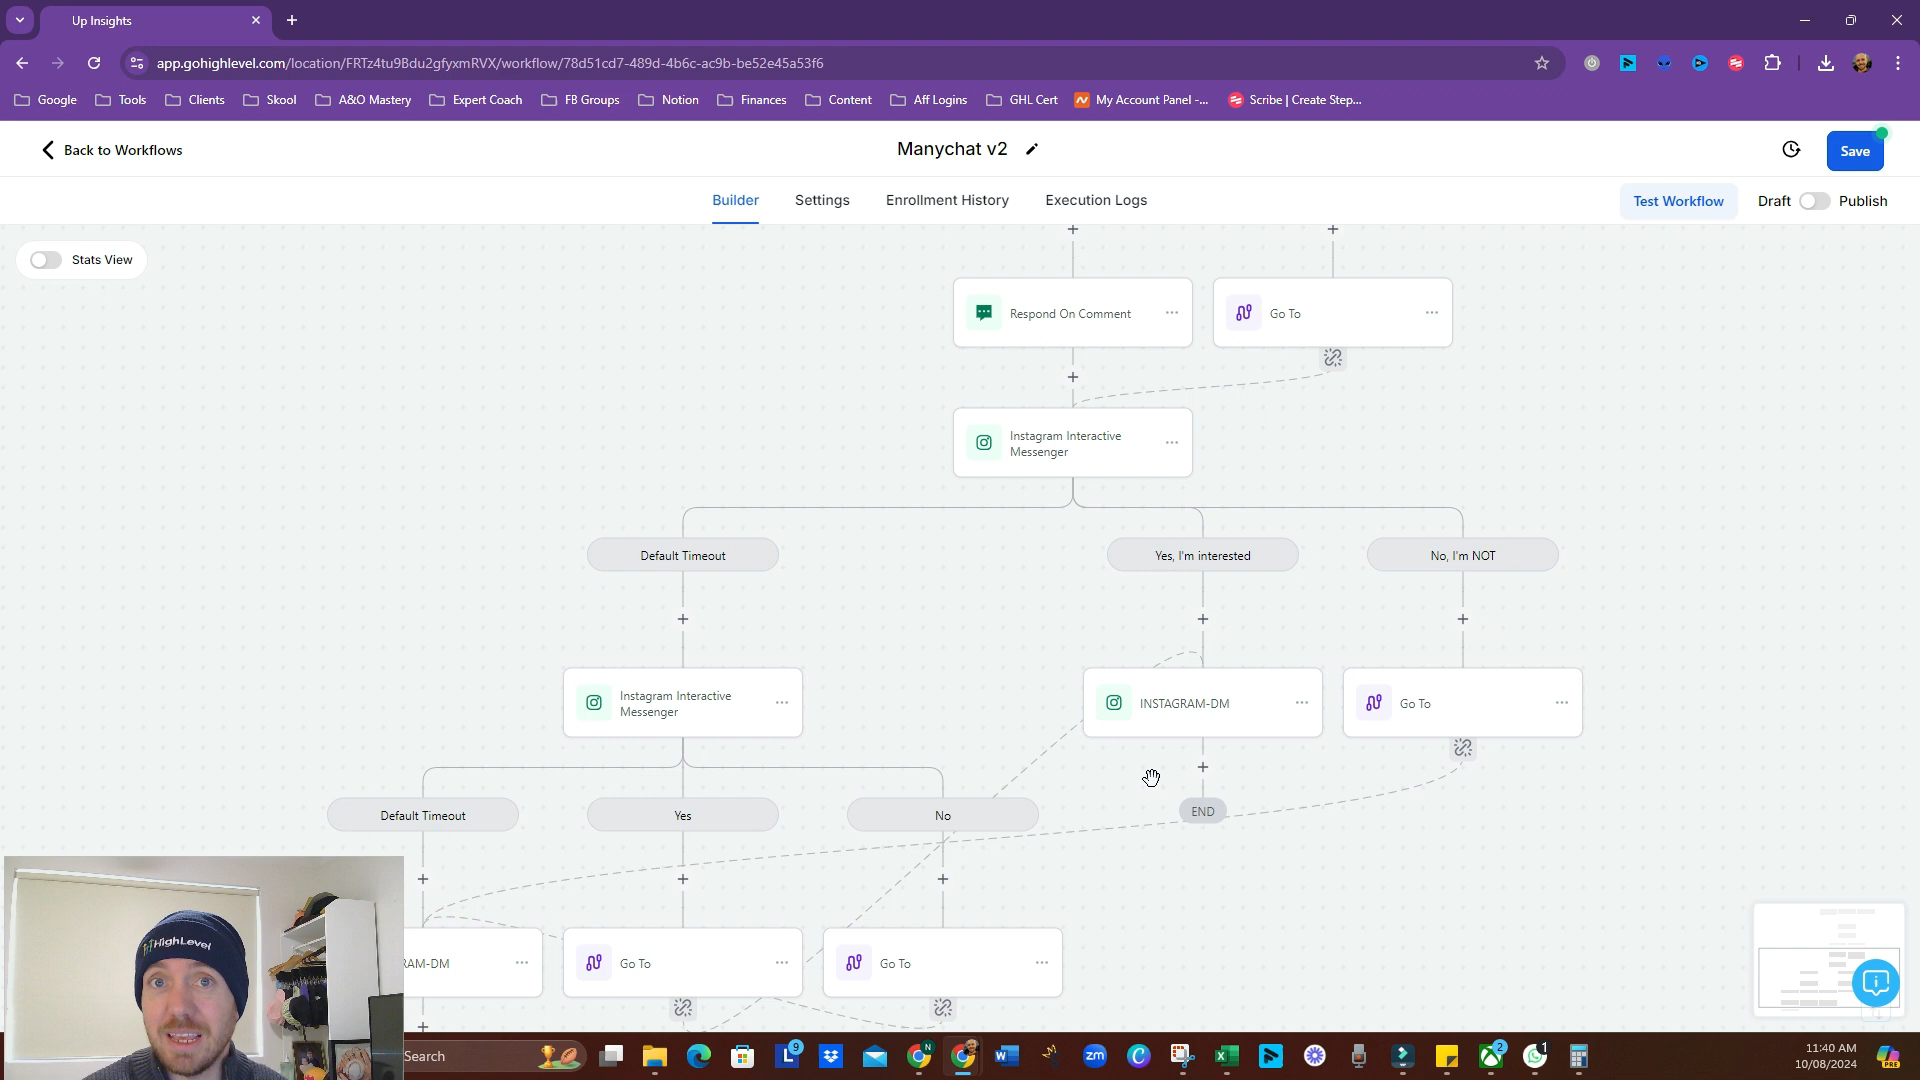 Up Insights
app.gohighlevel.com/location/FRTz4tu9Bdu2gfyxmRVX/workflow/78d51cd7-489d-4b6c-ac9b-be52e45a53f6
Google
Tools
Clients
Skool
A&O Mastery
Expert Coach
FB Groups
Notion
Finances
Content
Aff Logins
GHL Cert
My Account Panel -...
Scribe | Create Step...
Back to Workflows
Manychat v2
Save
Builder
Settings
Enrollment History
Execution Logs
Test Workflow
Draft
Publish
Stats View
Respond On Comment
Go To
Instagram Interactive
Messenger
Default Timeout
Yes, I'm interested
No, I'm NOT
Instagram Interactive
Messenger
INSTAGRAM-DM
Go To
END
Default Timeout
Yes
No
RAM-DM
Go To
Go To
HighLevel
Search
11:40 AM
10/08/2024